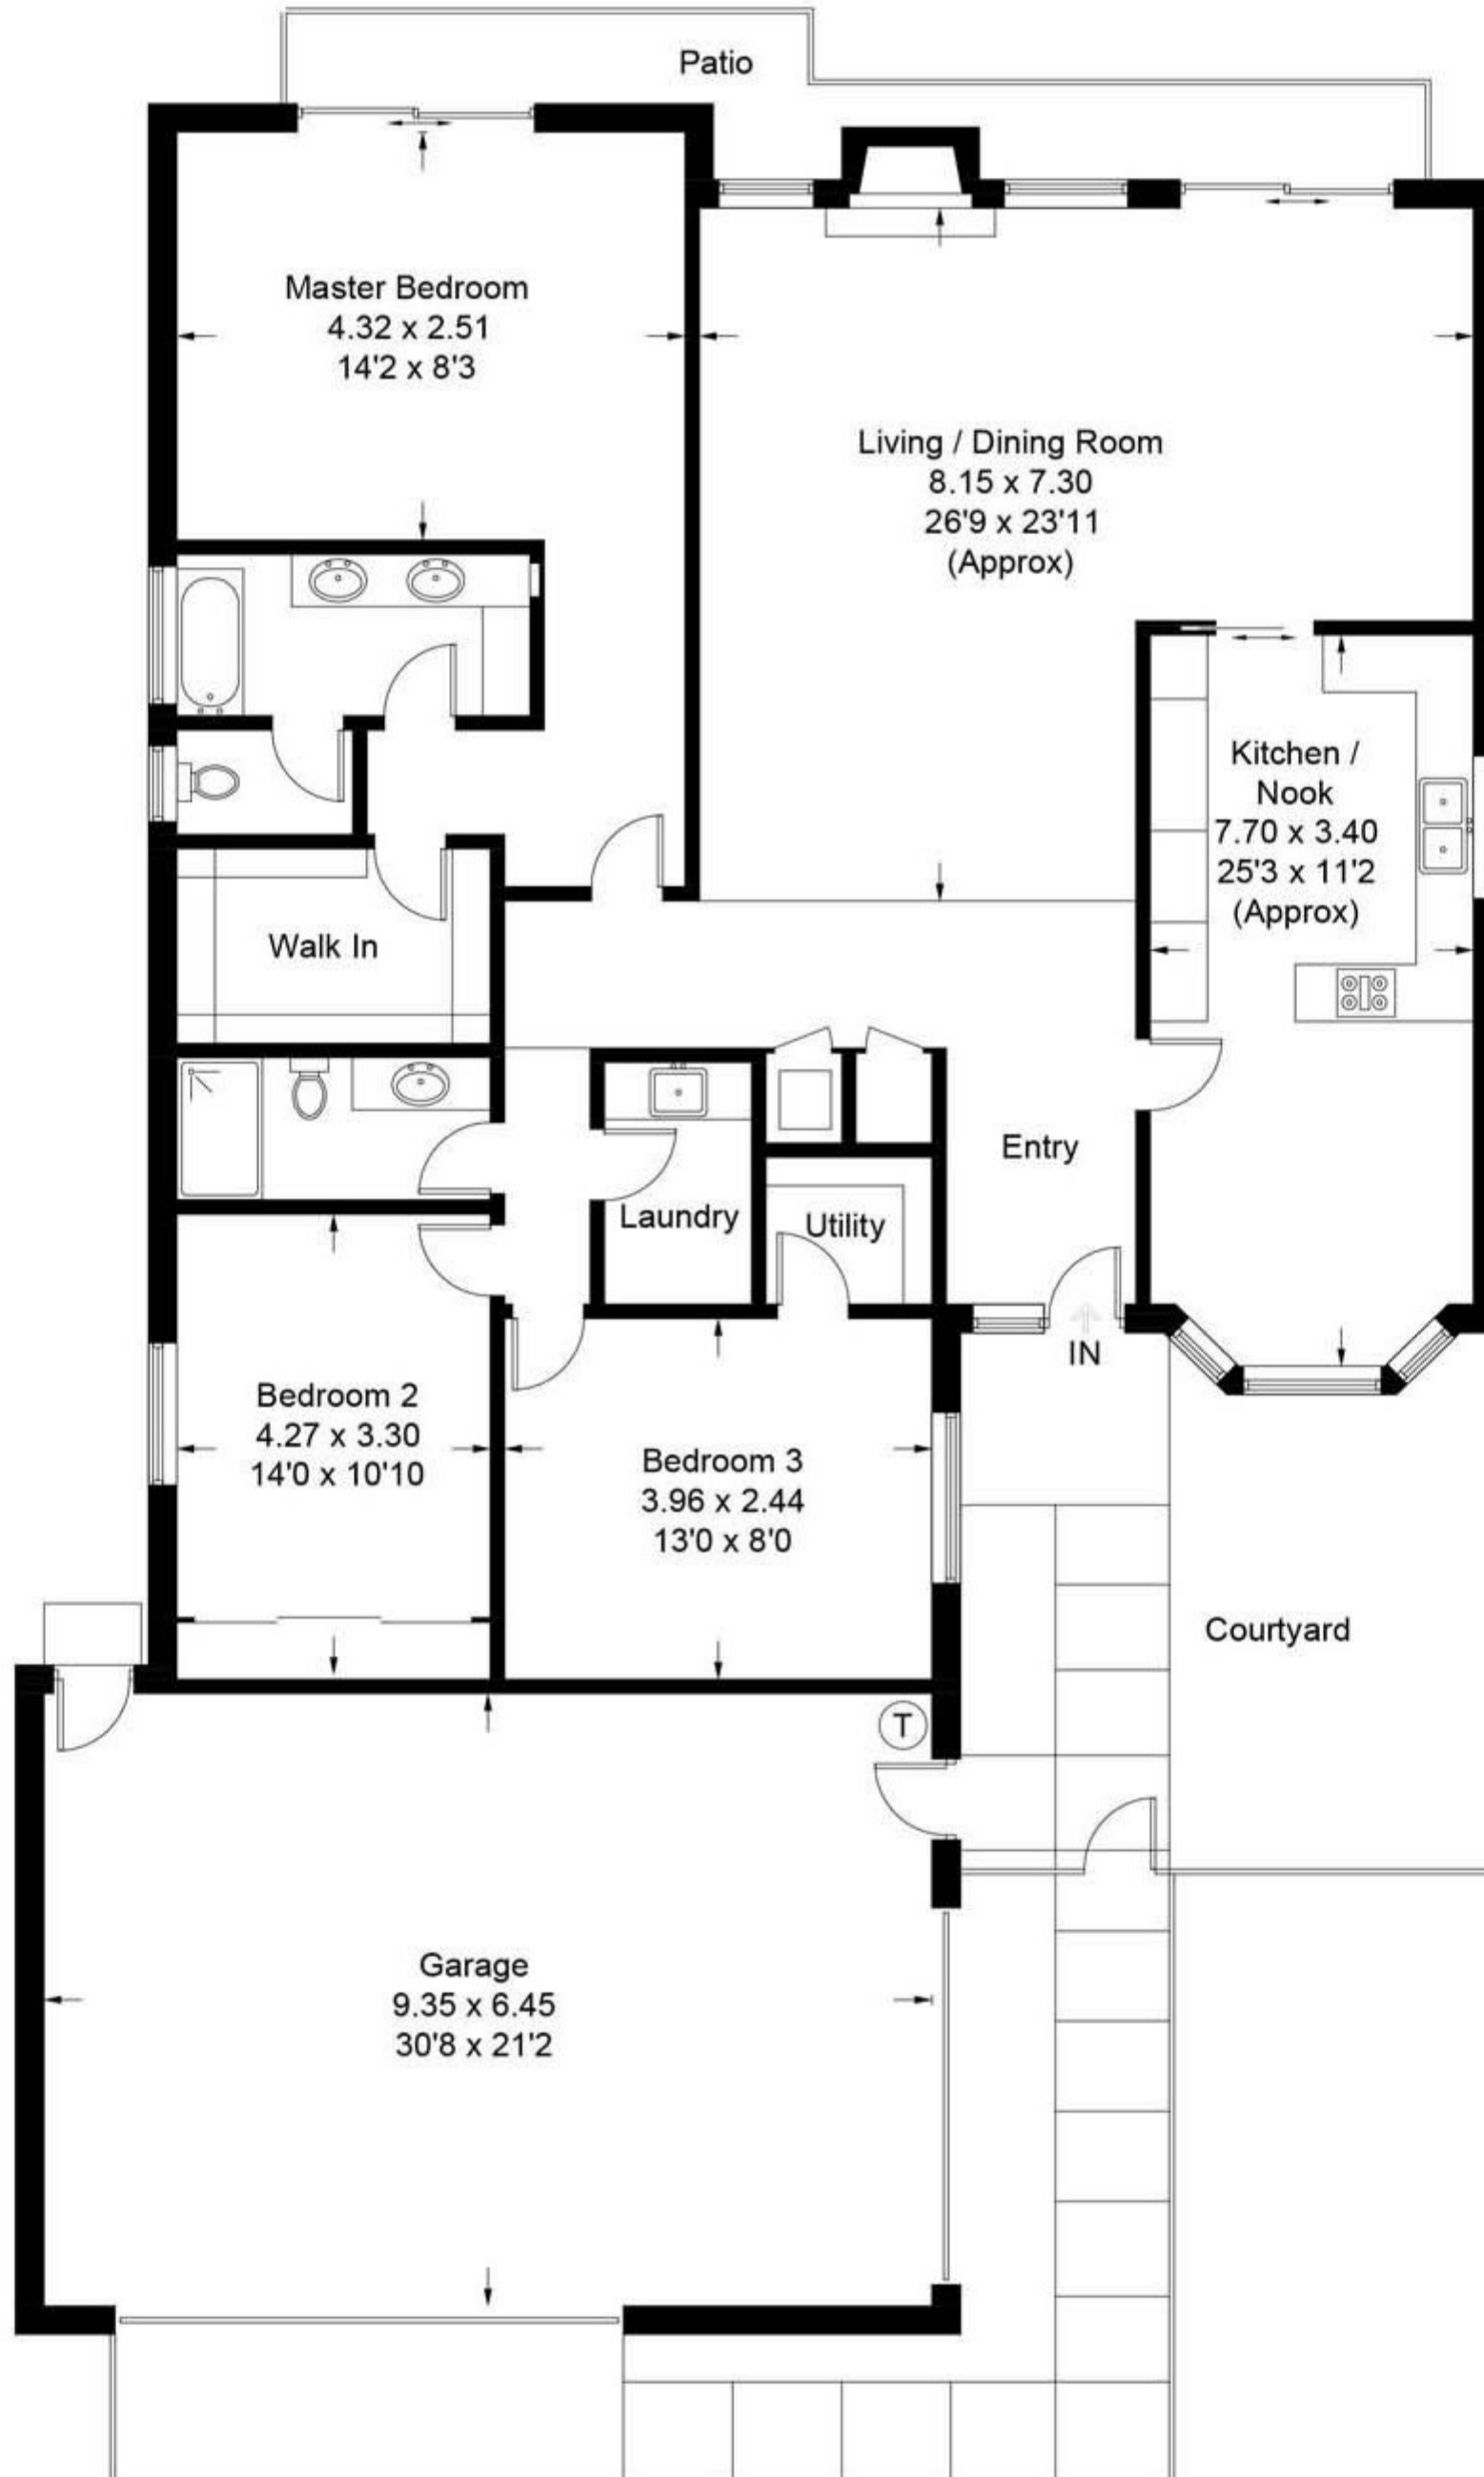 Patio
Master Bedroom
4.32 x 2.51
14'2 x 8'3
Living / Dining Room
8.15 x 7.30
26'9 x 23'11
(Approx)
Kitchen /
Nook
7.70 x 3.40
25'3 x 11'2
(Approx)
Walk In
Entry
Laundry
Utility
IN
Bedroom 2
4.27 x 3.30
14'0 x 10'10
Bedroom 3
3.96 x 2.44
13'0 x 8'0
Courtyard
T
Garage
9.35 x 6.45
30'8 x 21'2